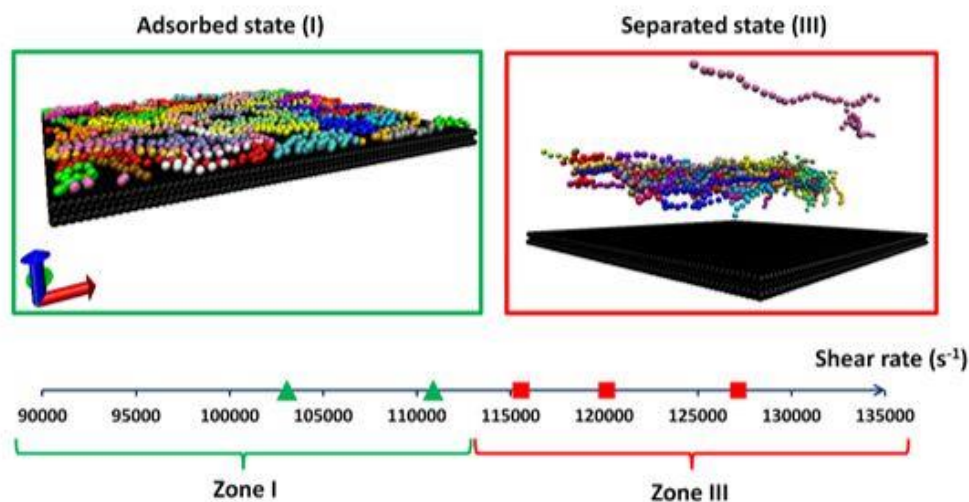 Adsorbed state (I)
Separated state (III)
Shear rate (s⁻¹)
90000 95000 100000 105000 110000 115000 120000 125000 130000 135000
Zone I
Zone III